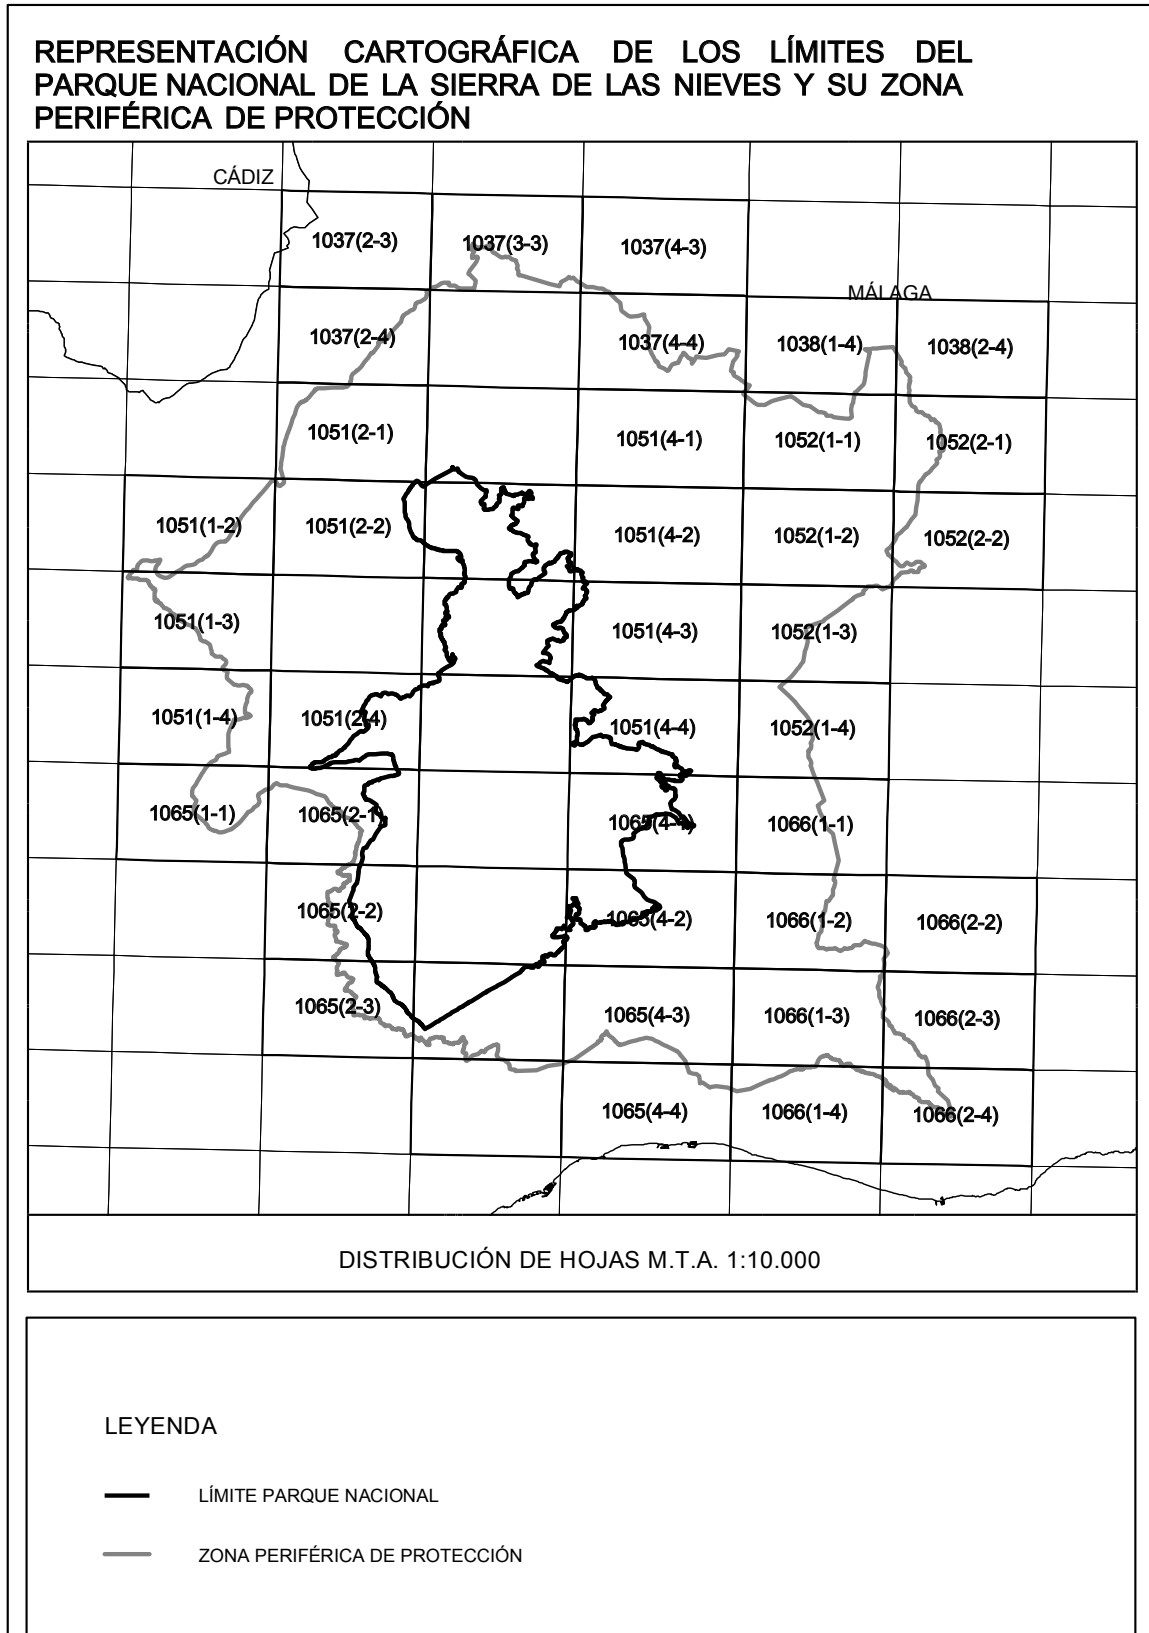 REPRESENTACIÓN CARTOGRÁFICA DE LOS LÍMITES DEL
PARQUE NACIONAL DE LA SIERRA DE LAS NIEVES Y SU ZONA
PERIFÉRICA DE PROTECCIÓN
CÁDIZ
1037(2-3) 1037(3-3) 1037(4-3)
MÁLAGA
1037(2-4) 1037(4-4) 1038(1-4) 1038(2-4)
1051(2-1) 1051(4-1) 1052(1-1) 1052(2-1)
1051(1-2) 1051(2-2) 1051(4-2) 1052(1-2) 1052(2-2)
1051(1-3) 1051(4-3) 1052(1-3)
1051(1-4) 1051(2-4) 1051(4-4) 1052(1-4)
1065(1-1) 1065(2-1) 1065(4-1) 1066(1-1)
1065(2-2) 1065(4-2) 1066(1-2) 1066(2-2)
1065(2-3) 1065(4-3) 1066(1-3) 1066(2-3)
1065(4-4) 1066(1-4) 1066(2-4)
DISTRIBUCIÓN DE HOJAS M.T.A. 1:10.000
LEYENDA
LÍMITE PARQUE NACIONAL
ZONA PERIFÉRICA DE PROTECCIÓN